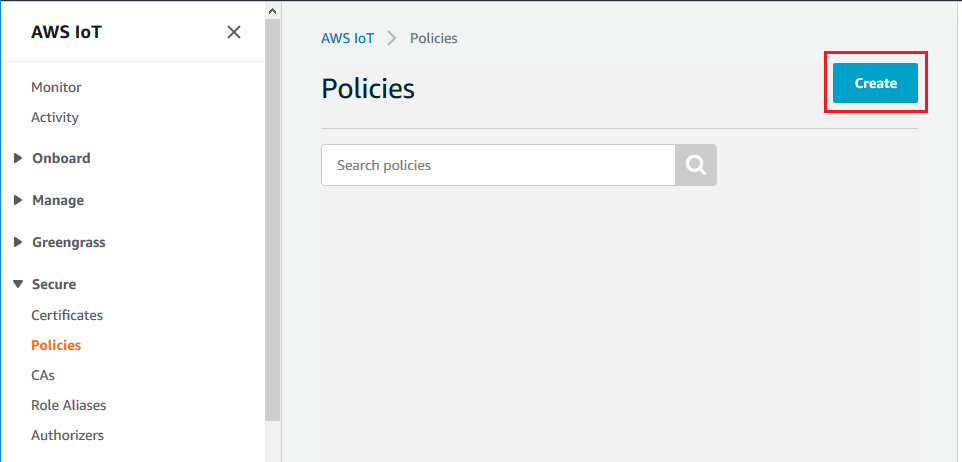 AWS IoT
Monitor
Activity
Onboard
Manage
Greengrass
Secure
Certificates
Policies
CAs
Role Aliases
Authorizers
AWS IoT > Policies
Policies
Create
Search policies